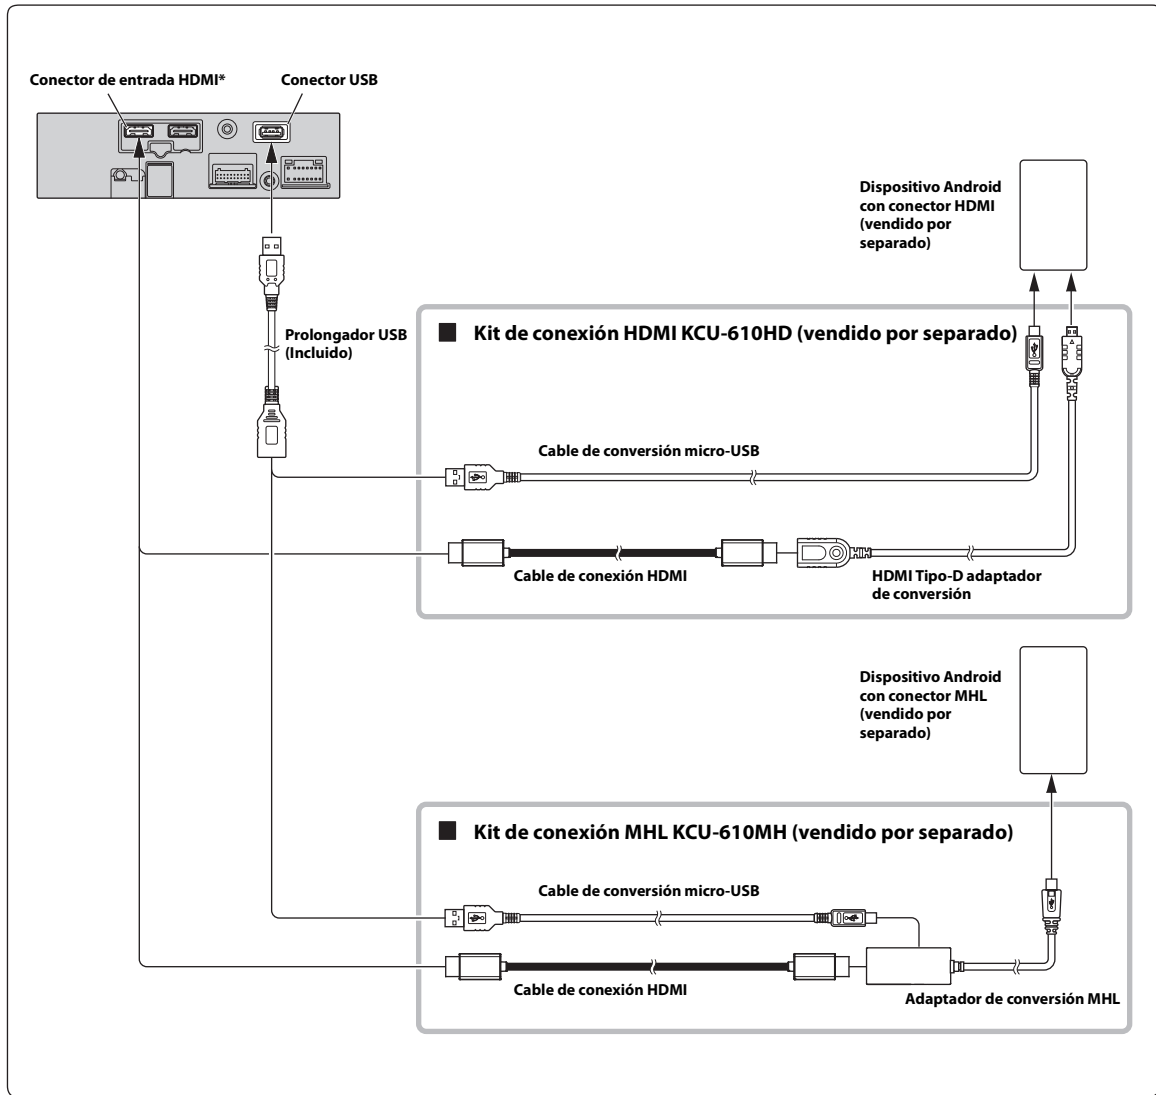 Conector de entrada HDMI*
Conector USB
Dispositivo Android
con conector HDMI
(vendido por
separado)
Prolongador USB
(Incluido)
■ Kit de conexión HDMI KCU-610HD (vendido por separado)
Cable de conversión micro-USB
Cable de conexión HDMI
HDMI Tipo-D adaptador
de conversión
Dispositivo Android
con conector MHL
(vendido por
separado)
■ Kit de conexión MHL KCU-610MH (vendido por separado)
Cable de conversión micro-USB
Cable de conexión HDMI
Adaptador de conversión MHL